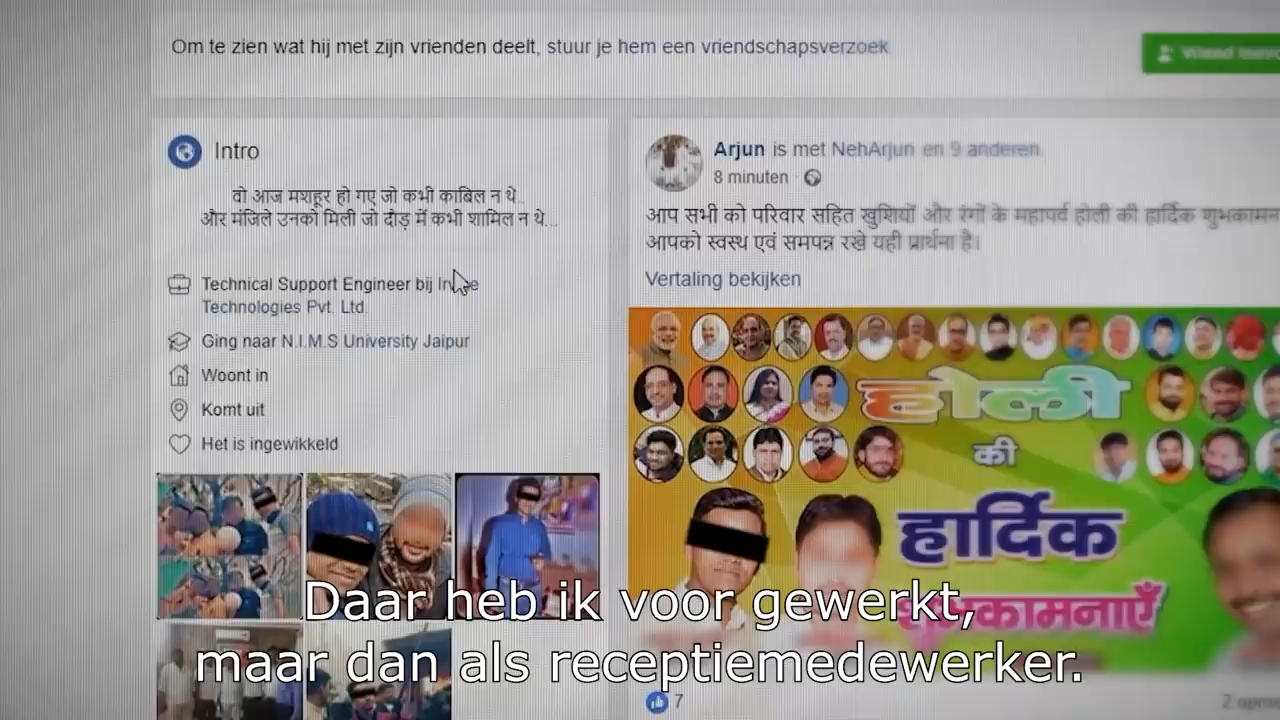 Om te zien wat hij met zijn vrienden deelt, stuur je hem een vriendschapsverzoek
Intro
वो आज मशहूर हो गए जो कभी काबिल न थे..
और मंजिले उनको मिली जो दौड़ में कभी शामिल न थे...
Technical Support Engineer bij
Technologies Pvt. Ltd.
Ging naar N.I.M.S University Jaipur
Woont in
Komt uit
Het is ingewikkeld
Arjun is met NehArjun en 9 anderen.
8 minuten
आप सभी को परिवार सहित खुशियों और रंगों के महापर्व होली की हार्दिक
आपको स्वस्थ एवं समपन्न रखे यही प्रार्थना है।
Vertaling bekijken
होली
की
हार्दिक
शुभकामनाएँ
Daar heb ik voor gewerkt,
maar dan als receptiemedewerker.
7
2